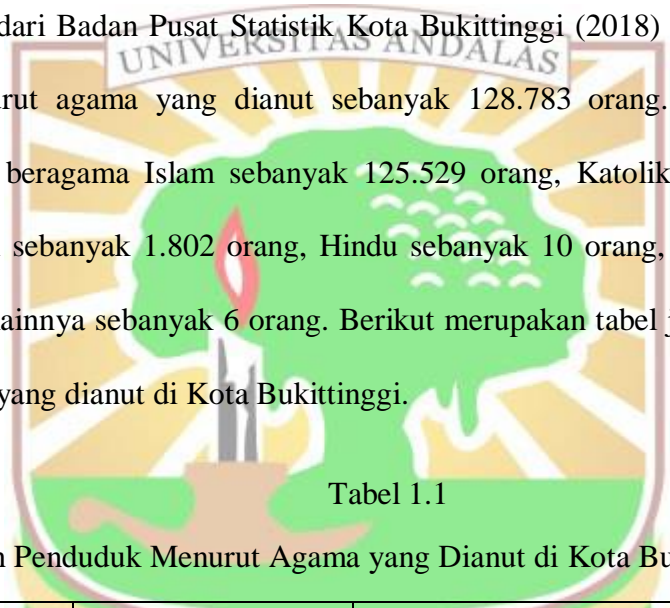 dari Badan Pusat Statistik Kota Bukittinggi (2018)
UNIVERSITAS ANDALAS
rut agama yang dianut sebanyak 128.783 orang.
beragama Islam sebanyak 125.529 orang, Katolik
sebanyak 1.802 orang, Hindu sebanyak 10 orang,
ainnya sebanyak 6 orang. Berikut merupakan tabel j
yang dianut di Kota Bukittinggi.
Tabel 1.1
n Penduduk Menurut Agama yang Dianut di Kota Bu